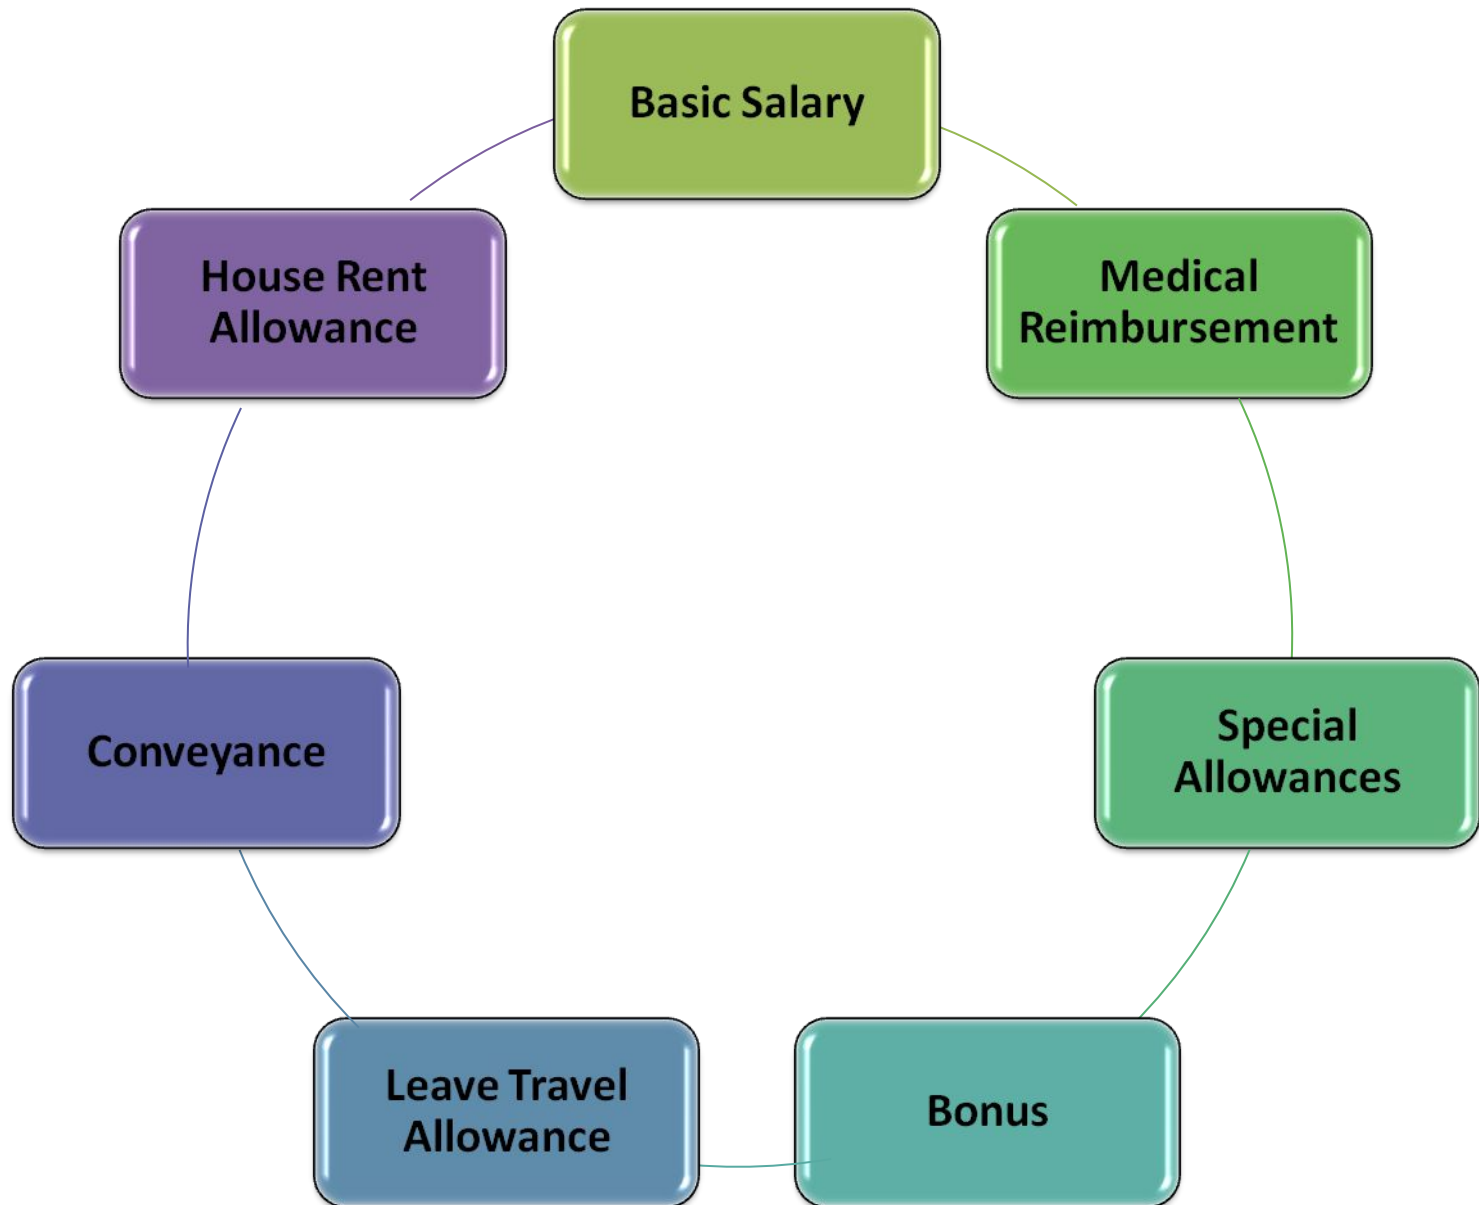 Basic Salary
House Rent
Allowance
Medical
Reimbursement
Conveyance
Special
Allowances
Leave Travel
Allowance
Bonus